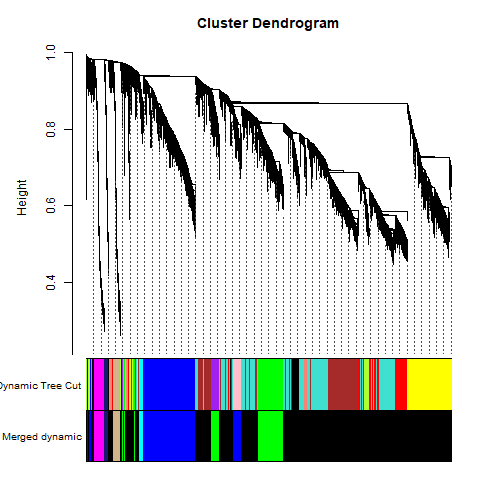 Cluster Dendrogram
Height
1.0
0.8
0.6
0.4
Dynamic Tree Cut
Merged dynamic